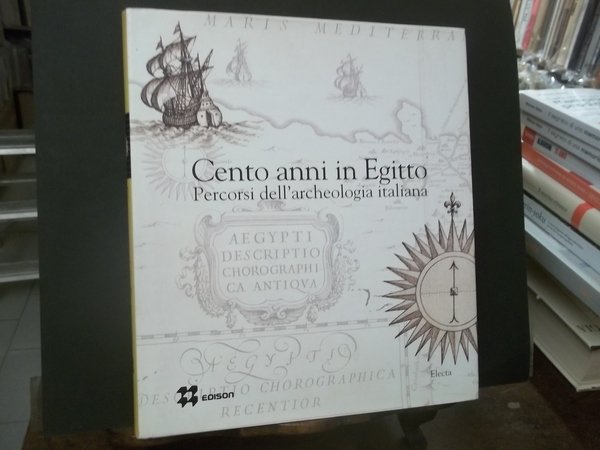 MARIS MEDITERRA
Cento anni in Egitto
Percorsi dell'archeologia italiana
AEGYPTI
DESCRIPTIO
CHOROGRAPHI
CA ANTIQVA
ÆGYPTI
Electa
DESCRIPTIO CHOROGRAPHICA
RECENTIOR
EDISON